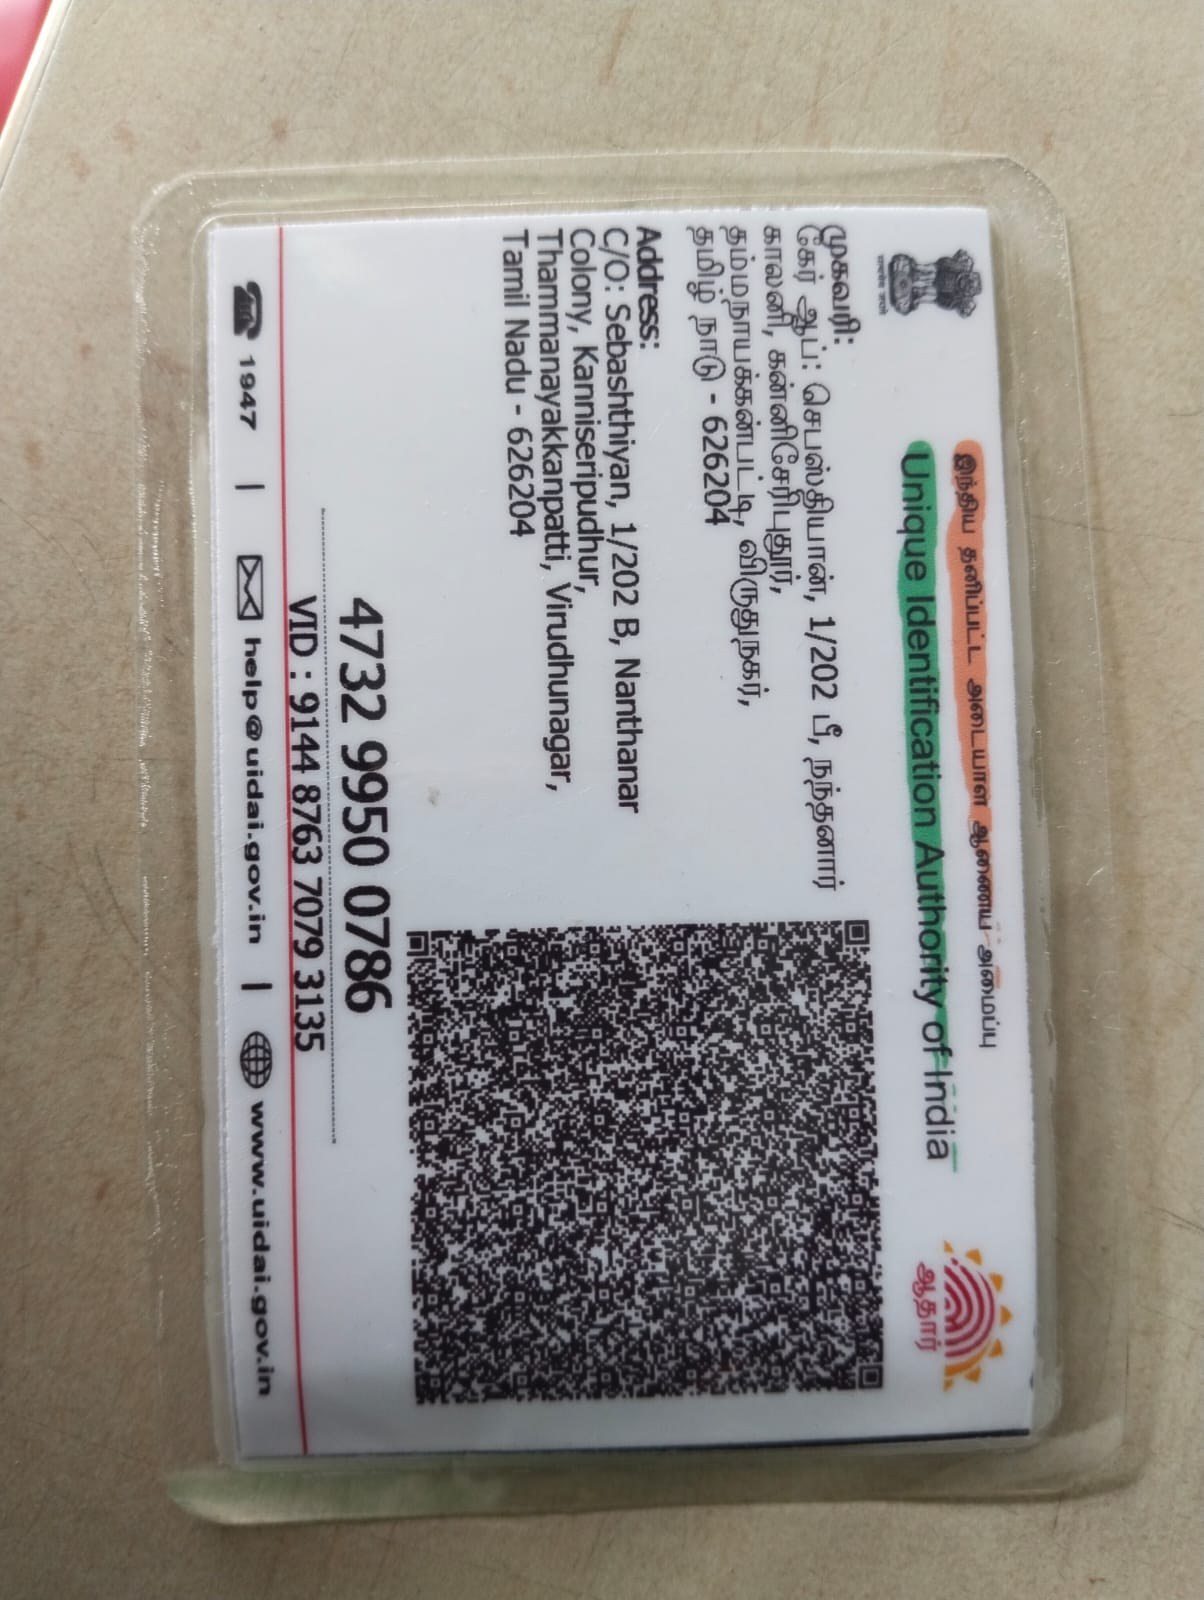 இந்திய தனிப்பட்ட அடையாள ஆணைய அமைப்பு
Unique Identification Authority of India
ஆதார்
முகவரி:
கேர் ஆப்: செபஸ்தியான், 1/202 பீ, நந்தனார்
காலனி, கன்னிசேரிபுதூர்,
தம்மநாயக்கன்பட்டி, விருதுநகர்,
தமிழ் நாடு - 626204
Address:
C/O: Sebashthiyan, 1/202 B, Nanthanar
Colony, Kanniseripudhur,
Thammanayakkanpatti, Virudhunagar,
Tamil Nadu - 626204
4732 9950 0786
VID : 9144 8763 7079 3135
1947 | help@uidai.gov.in | www.uidai.gov.in